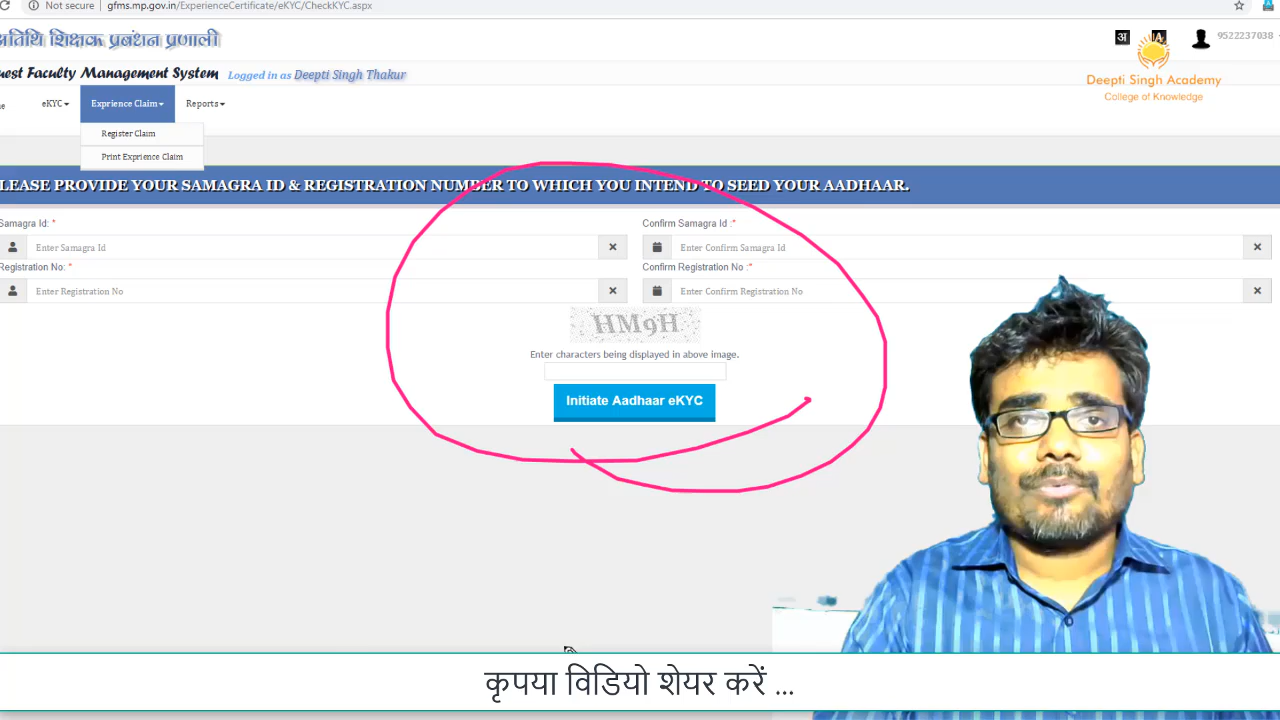 Not secure | gfms.mp.gov.in/ExperienceCertificate/eKYC/CheckKYC.aspx
अतिथि शिक्षक प्रबंधन प्रणाली
अ A 9522237038
uest Faculty Management System Logged in as Deepti Singh Thakur
Deepti Singh Academy
College of Knowledge
eKYC Exprience Claim Reports
Register Claim
Print Exprience Claim
LEASE PROVIDE YOUR SAMAGRA ID & REGISTRATION NUMBER TO WHICH YOU INTEND TO SEED YOUR AADHAAR.
Samagra Id: * Confirm Samagra Id :*
Enter Samagra Id Enter Confirm Samagra Id
Registration No: * Confirm Registration No :*
Enter Registration No Enter Confirm Registration No
HM9H
Enter characters being displayed in above image.
Initiate Aadhaar eKYC
कृपया विडियो शेयर करें ...